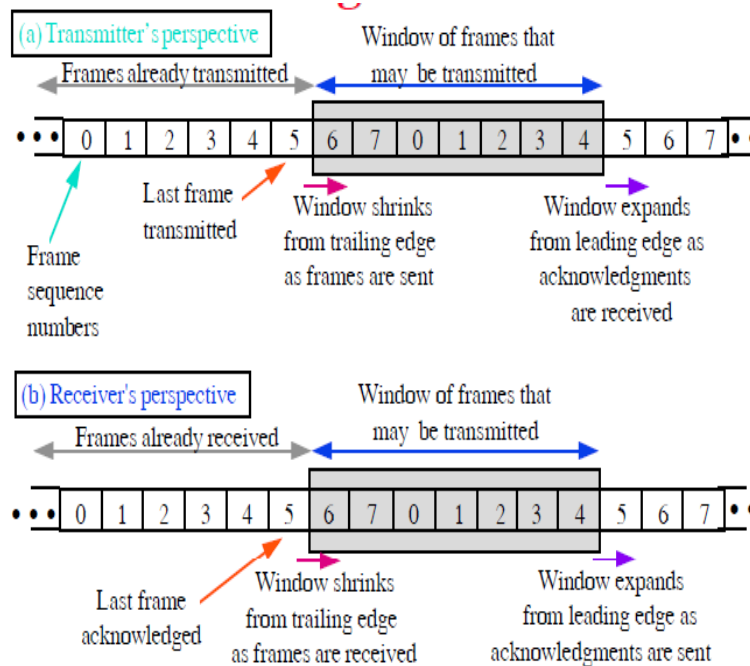 (a) Transmitter's perspective
Window of frames that
may be transmitted
Frames already transmitted
••• 0 1 2 3 4 5 6 7 0 1 2 3 4 5 6 7 ••
Last frame
transmitted
Window shrinks
from trailing edge
as frames are sent
Window expands
from leading edge as
acknowledgments
are received
Frame
sequence
numbers
(b) Receiver's perspective
Window of frames that
may be transmitted
Frames already received
••• 0 1 2 3 4 5 6 7 0 1 2 3 4 5 6 7 ••
Last frame
acknowledged
Window shrinks
from trailing edge
as frames are received
Window expands
from leading edge as
acknowledgments are sent